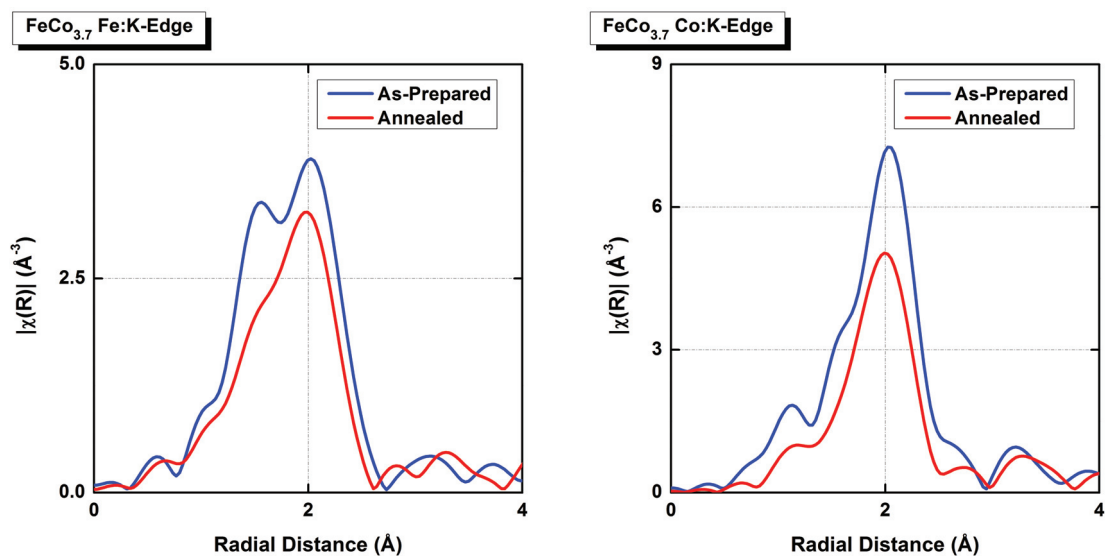 FeCo3.7 Fe:K-Edge
5.0
2.5
0.0
0
2
4
|χ(R)| (Å-3)
Radial Distance (Å)
As-Prepared
Annealed
FeCo3.7 Co:K-Edge
9
6
3
0
0
2
4
|χ(R)| (Å-3)
Radial Distance (Å)
As-Prepared
Annealed